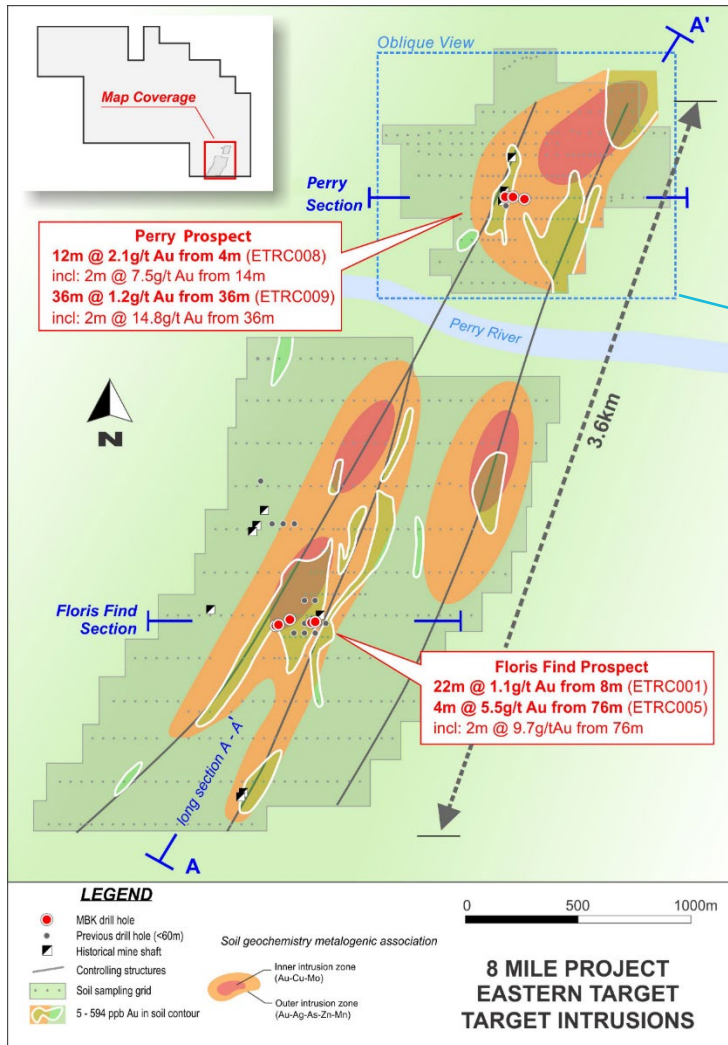 A'
Oblique View
Map Coverage
Perry
Section
Perry Prospect
12m @ 2.1g/t Au from 4m (ETRC008)
incl: 2m @ 7.5g/t Au from 14m
36m @ 1.2g/t Au from 36m (ETRC009)
incl: 2m @ 14.8g/t Au from 36m
Perry River
N
3.6km
Floris Find
Section
Floris Find Prospect
22m @ 1.1g/t Au from 8m (ETRC001)
4m @ 5.5g/t Au from 76m (ETRC005)
incl: 2m @ 9.7g/tAu from 76m
long section A - A'
A
LEGEND
MBK drill hole
Previous drill hole (<60m)
Historical mine shaft
Controlling structures
Soil sampling grid
5 - 594 ppb Au in soil contour
Soil geochemistry metalogenic association
Inner intrusion zone
(Au-Cu-Mo)
Outer intrusion zone
(Au-Ag-As-Zn-Mn)
0 500 1000m
8 MILE PROJECT
EASTERN TARGET
TARGET INTRUSIONS